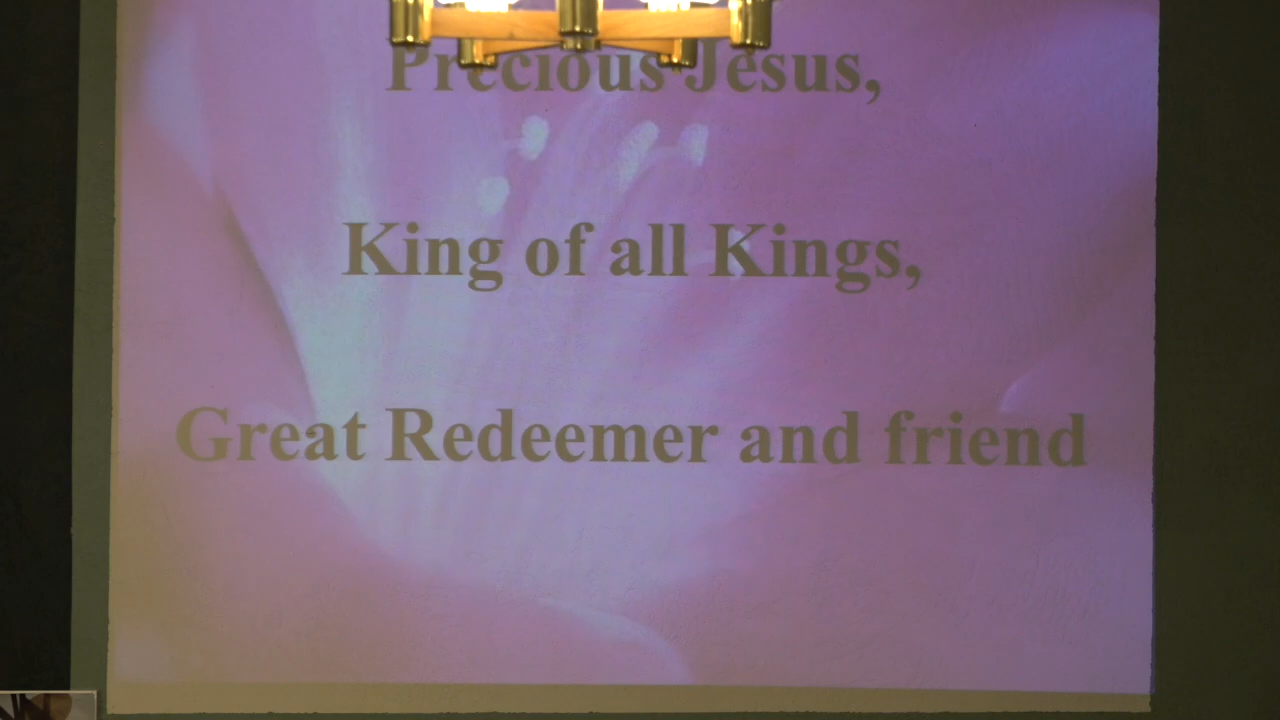 Precious Jesus,
King of all Kings,
Great Redeemer and friend